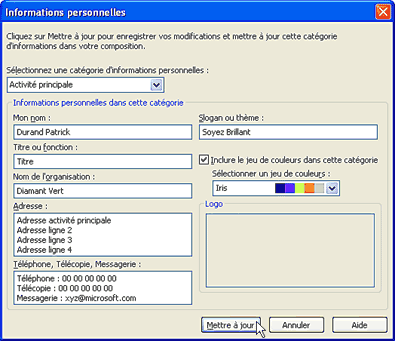 Informations personnelles
Cliquez sur Mettre à jour pour enregistrer vos modifications et mettre à jour cette catégorie
d'informations dans votre composition.
Sélectionnez une catégorie d'informations personnelles :
Activité principale
Informations personnelles dans cette catégorie
Mon nom :
Durand Patrick
Titre ou fonction :
Titre
Nom de l'organisation :
Diamant Vert
Adresse :
Adresse activité principale
Adresse ligne 2
Adresse ligne 3
Adresse ligne 4
Téléphone, Télécopie, Messagerie :
Téléphone : 00 00 00 00 00
Télécopie : 00 00 00 00 00
Messagerie : xyz@microsoft.com
Slogan ou thème :
Soyez Brillant
Inclure le jeu de couleurs dans cette catégorie
Sélectionner un jeu de couleurs :
Iris
Logo
Mettre à jour
Annuler
Aide